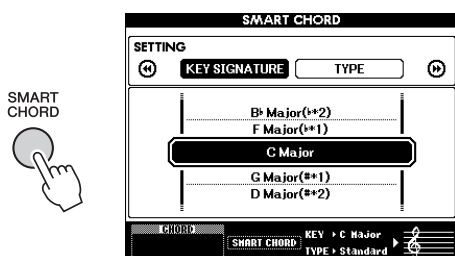 SMART CHORD
SETTING
KEY SIGNATURE TYPE
B♭ Major(♭*2)
F Major(♭*1)
SMART
CHORD
C Major
G Major(#*1)
D Major(#*2)
CHORD
SMART CHORD
KEY ▸ C Major
TYPE ▸ Standard